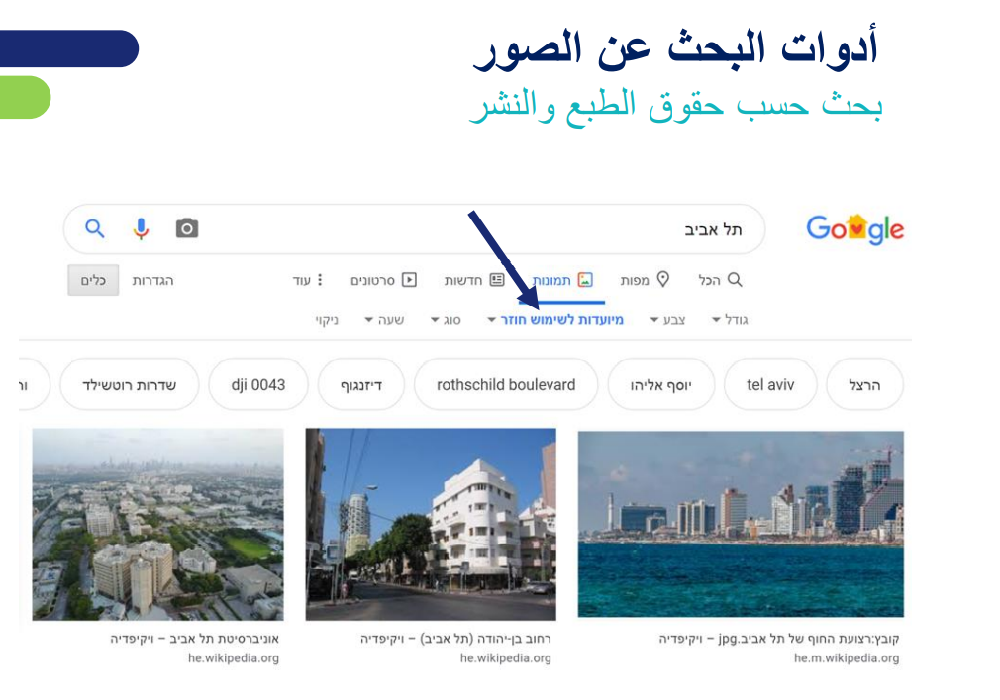 أدوات البحث عن الصور
بحث حسب حقوق الطبع والنشر
Google
תל אביב
הכל מפות תמונות חדשות סרטונים עוד הגדרות כלים
גודל צבע מיועדות לשימוש חוזר סוג שעה ניקוי
הרצל tel aviv יוסף אליהו rothschild boulevard דיזנגוף dji 0043 שדרות רוטשילד
קובץ:רצועת החוף של תל אביב.jpg – ויקיפדיה
he.m.wikipedia.org
רחוב בן-יהודה (תל אביב) – ויקיפדיה
he.wikipedia.org
אוניברסיטת תל אביב – ויקיפדיה
he.wikipedia.org